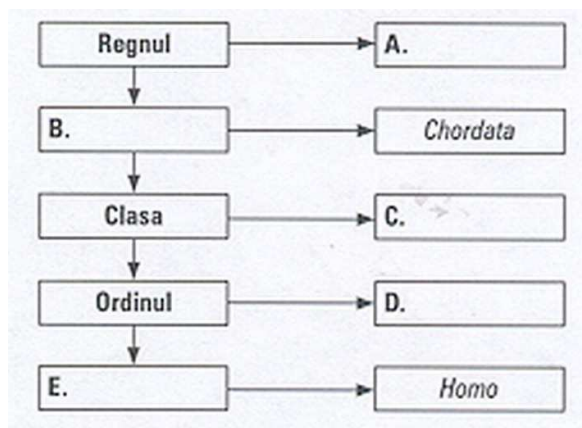 Regnul
A.
B.
Chordata
Clasa
C.
Ordinul
D.
E.
Homo